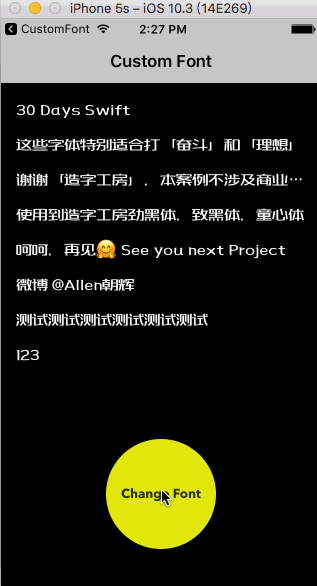 iPhone 5s – iOS 10.3 (14E269)
CustomFont 2:27 PM
Custom Font
30 Days Swift
这些字体特别适合打「奋斗」和「理想」
谢谢「造字工房」，本案例不涉及商业…
使用到造字工房劲黑体，致黑体，童心体
呵呵，再见🤗 See you next Project
微博 @Allen朝辉
测试测试测试测试测试测试
123
Change Font